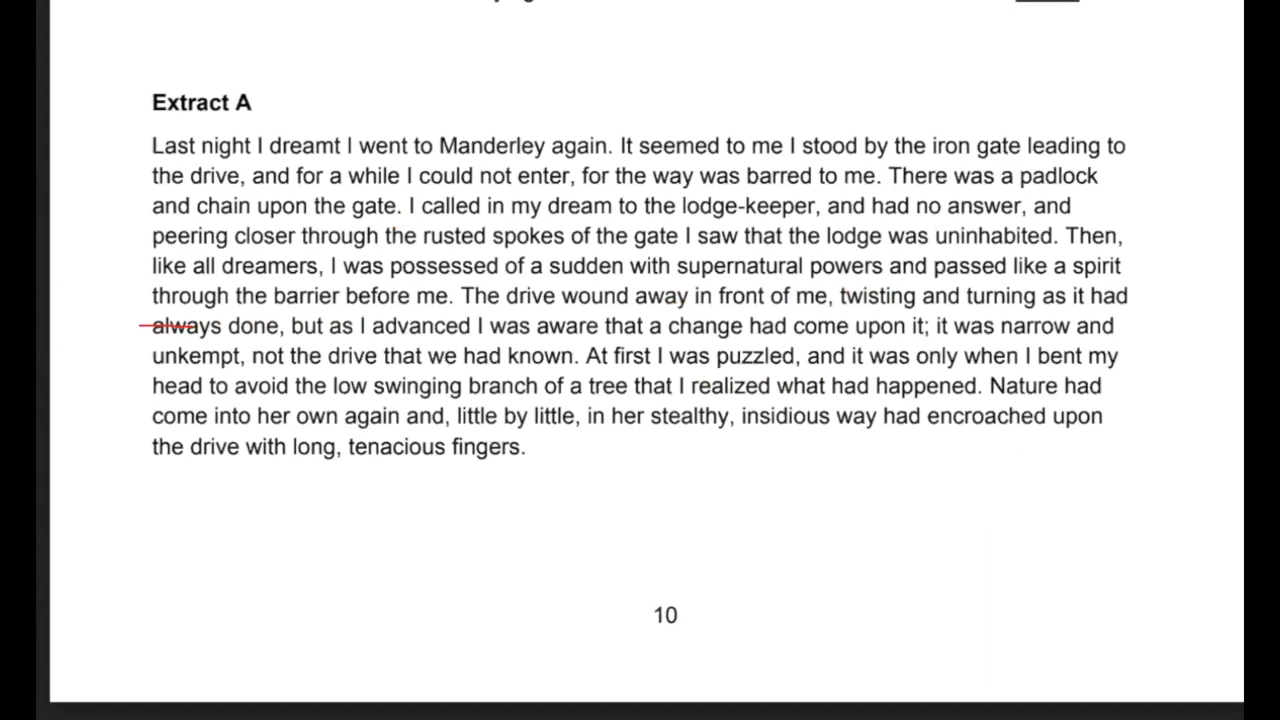 Extract A
Last night I dreamt I went to Manderley again. It seemed to me I stood by the iron gate leading to
the drive, and for a while I could not enter, for the way was barred to me. There was a padlock
and chain upon the gate. I called in my dream to the lodge-keeper, and had no answer, and
peering closer through the rusted spokes of the gate I saw that the lodge was uninhabited. Then,
like all dreamers, I was possessed of a sudden with supernatural powers and passed like a spirit
through the barrier before me. The drive wound away in front of me, twisting and turning as it had
always done, but as I advanced I was aware that a change had come upon it; it was narrow and
unkempt, not the drive that we had known. At first I was puzzled, and it was only when I bent my
head to avoid the low swinging branch of a tree that I realized what had happened. Nature had
come into her own again and, little by little, in her stealthy, insidious way had encroached upon
the drive with long, tenacious fingers.
10